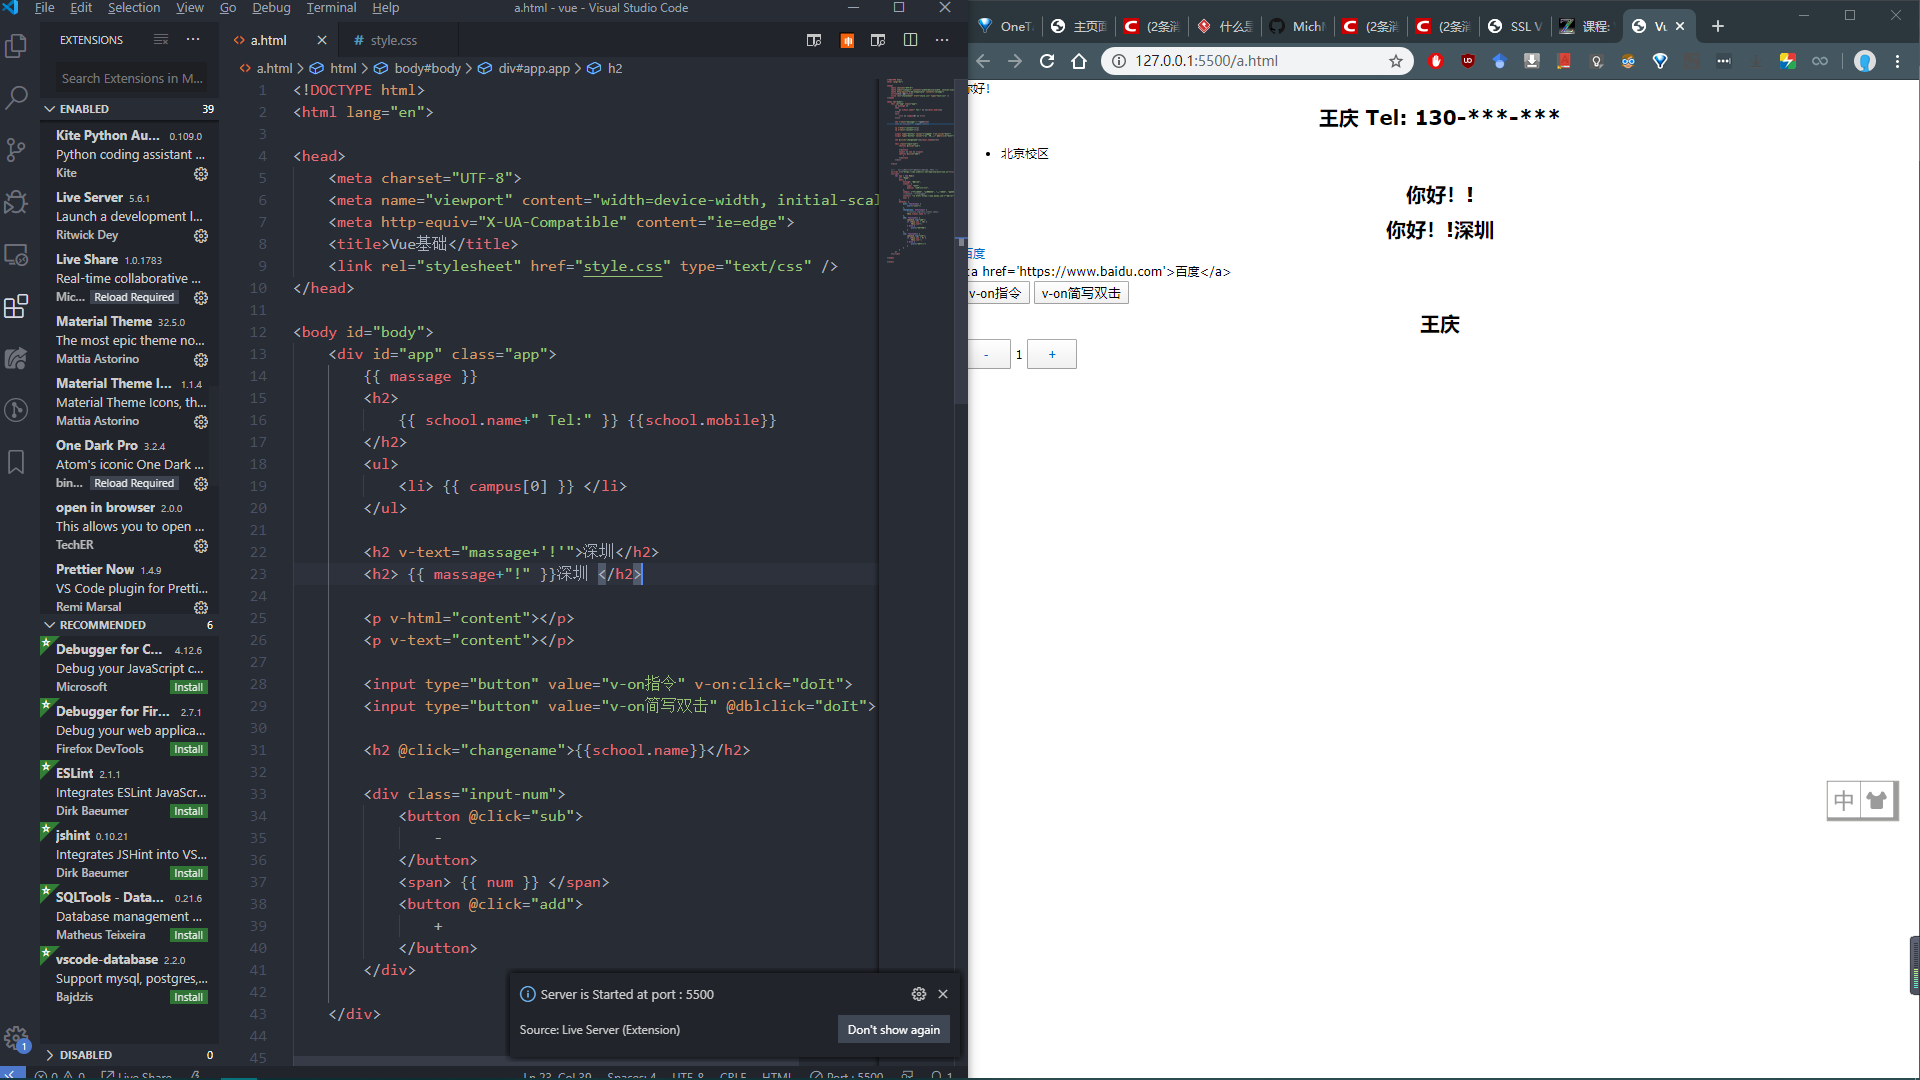 File Edit Selection View Go Debug Terminal Help
a.html - vue - Visual Studio Code
EXTENSIONS
Search Extensions in M...
ENABLED 39
Kite Python Au... 0.109.0
Python coding assistant ...
Kite
Live Server 5.6.1
Launch a development l...
Ritwick Dey
Live Share 1.0.1783
Real-time collaborative ...
Mic... Reload Required
Material Theme 32.5.0
The most epic theme no...
Mattia Astorino
Material Theme I... 1.1.4
Material Theme Icons, th...
Mattia Astorino
One Dark Pro 3.2.4
Atom's iconic One Dark ...
bin... Reload Required
open in browser 2.0.0
This allows you to open ...
TechER
Prettier Now 1.4.9
VS Code plugin for Pretti...
Remi Marsal
RECOMMENDED 6
Debugger for C... 4.12.6
Debug your JavaScript c...
Microsoft Install
Debugger for Fir... 2.7.1
Debug your web applica...
Firefox DevTools Install
ESLint 2.1.1
Integrates ESLint JavaScr...
Dirk Baeumer Install
jshint 0.10.21
Integrates JSHint into VS...
Dirk Baeumer Install
SQLTools - Data... 0.21.6
Database management ...
Matheus Teixeira Install
vscode-database 2.2.0
Support mysql, postgres,...
Bajdzis Install
DISABLED 0
1
a.html
# style.css
a.html > html > body#body > div#app.app > h2
1 <!DOCTYPE html>
2 <html lang="en">
3
4 <head>
5 <meta charset="UTF-8">
6 <meta name="viewport" content="width=device-width, initial-scal
7 <meta http-equiv="X-UA-Compatible" content="ie=edge">
8 <title>Vue基础</title>
9 <link rel="stylesheet" href="style.css" type="text/css" />
10 </head>
11
12 <body id="body">
13 <div id="app" class="app">
14 {{ massage }}
15 <h2>
16 {{ school.name+" Tel:" }} {{school.mobile}}
17 </h2>
18 <ul>
19 <li> {{ campus[0] }} </li>
20 </ul>
21
22 <h2 v-text="massage+'!'">深圳</h2>
23 <h2> {{ massage+"!" }}深圳 </h2>
24
25 <p v-html="content"></p>
26 <p v-text="content"></p>
27
28 <input type="button" value="v-on指令" v-on:click="doIt">
29 <input type="button" value="v-on简写双击" @dblclick="doIt">
30
31 <h2 @click="changename">{{school.name}}</h2>
32
33 <div class="input-num">
34 <button @click="sub">
35 -
36 </button>
37 <span> {{ num }} </span>
38 <button @click="add">
39 +
40 </button>
41 </div>
42
43 </div>
44
45
Server is Started at port : 5500
Source: Live Server (Extension)
Don't show again
0 0 Live Share
Ln 23, Col 39 Spaces: 4 UTF-8 CRLF HTML Port : 5500 1
OneT
主页面
(2条消
什么是
Mich
(2条消
(2条消
SSL V
课程:
127.0.0.1:5500/a.html
好！
王庆 Tel: 130-***-***
北京校区
你好！!
你好！!深圳
百度
a href='https://www.baidu.com'>百度</a>
v-on指令 v-on简写双击
王庆
- 1 +
中